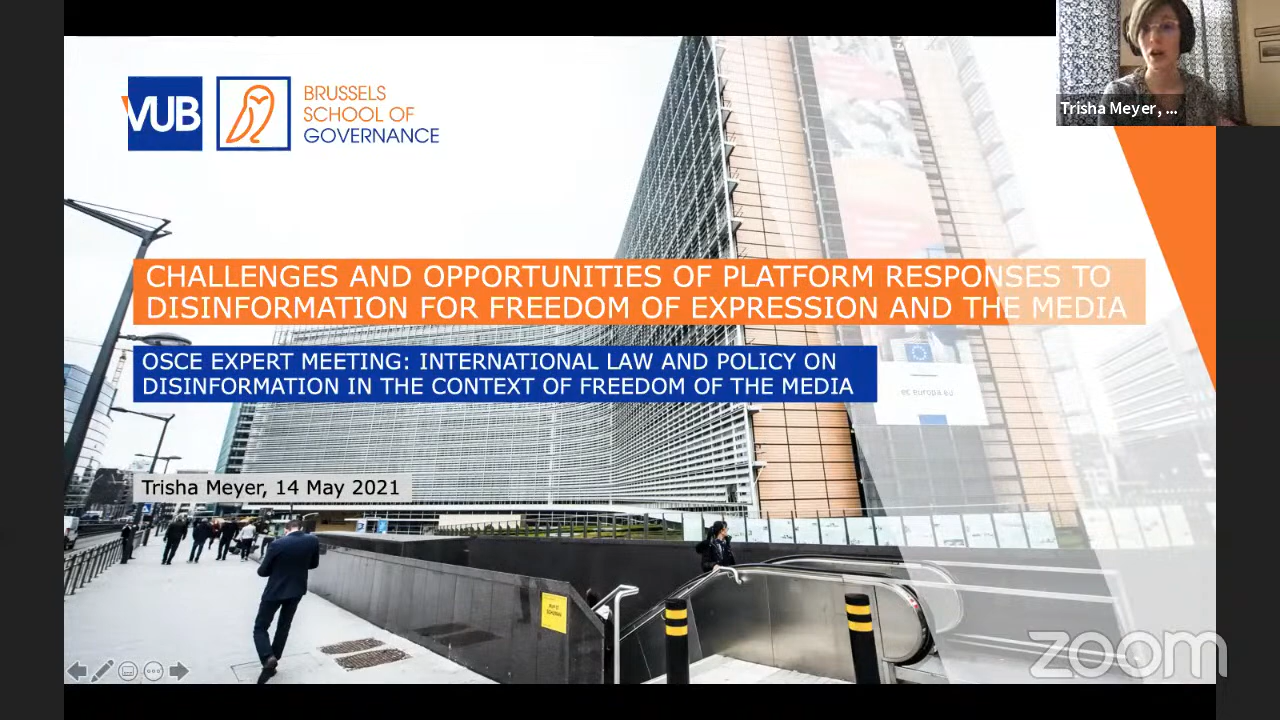 VUB
BRUSSELS
SCHOOL OF
GOVERNANCE
Trisha Meyer, ...
CHALLENGES AND OPPORTUNITIES OF PLATFORM RESPONSES TO
DISINFORMATION FOR FREEDOM OF EXPRESSION AND THE MEDIA
OSCE EXPERT MEETING: INTERNATIONAL LAW AND POLICY ON
DISINFORMATION IN THE CONTEXT OF FREEDOM OF THE MEDIA
Trisha Meyer, 14 May 2021
zoom